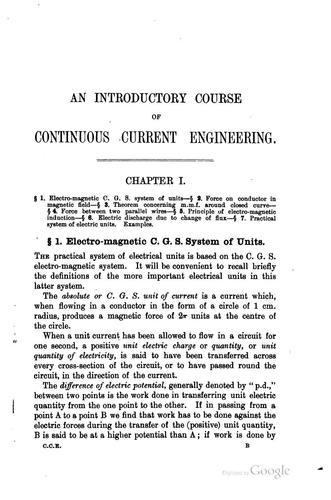 AN INTRODUCTORY COURSE
OF
CONTINUOUS CURRENT ENGINEERING.
CHAPTER I.
§ 1. Electro-magnetic C. G. S. system of units—§ 2. Force on conductor in
magnetic field—§ 3. Theorem concerning m.m.f. around closed curve—
§ 4. Force between two parallel wires—§ 5. Principle of electro-magnetic
induction—§ 6. Electric discharge due to change of flux—§ 7. Practical
system of electric units. Examples.
§ 1. Electro-magnetic C. G. S. System of Units.
THE practical system of electrical units is based on the C. G. S.
electro-magnetic system. It will be convenient to recall briefly
the definitions of the more important electrical units in this
latter system.
The absolute or C. G. S. unit of current is a current which,
when flowing in a conductor in the form of a circle of 1 cm.
radius, produces a magnetic force of 2π units at the centre of
the circle.
When a unit current has been allowed to flow in a circuit for
one second, a positive unit electric charge or quantity, or unit
quantity of electricity, is said to have been transferred across
every cross-section of the circuit, or to have passed round the
circuit, in the direction of the current.
The difference of electric potential, generally denoted by "p.d.,"
between two points is the work done in transferring unit electric
quantity from the one point to the other. If in passing from a
point A to a point B we find that work has to be done against the
electric forces during the transfer of the (positive) unit quantity,
B is said to be at a higher potential than A; if work is done by
C.C.E. B
Digitized by Google